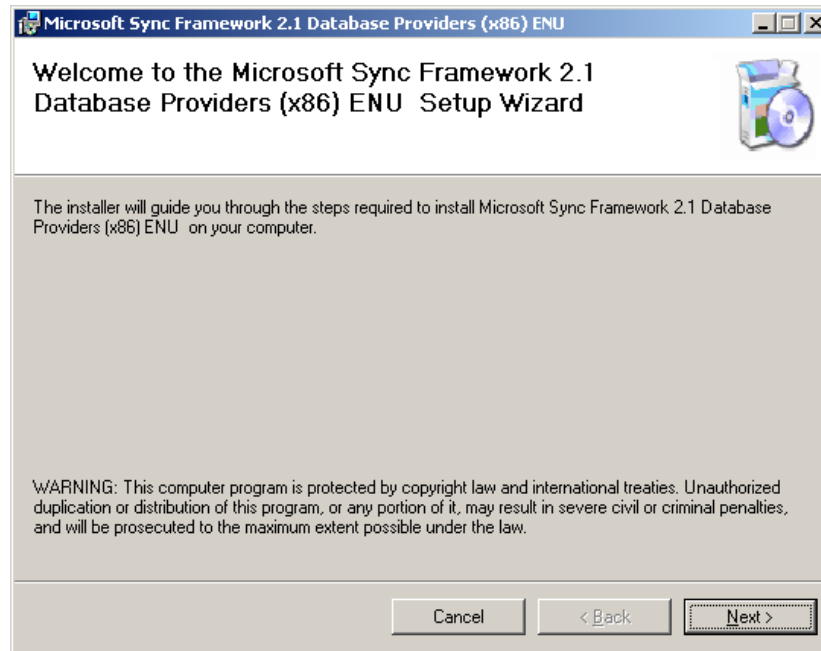 Microsoft Sync Framework 2.1 Database Providers (x86) ENU
Welcome to the Microsoft Sync Framework 2.1
Database Providers (x86) ENU  Setup Wizard
The installer will guide you through the steps required to install Microsoft Sync Framework 2.1 Database
Providers (x86) ENU  on your computer.
WARNING: This computer program is protected by copyright law and international treaties. Unauthorized
duplication or distribution of this program, or any portion of it, may result in severe civil or criminal penalties,
and will be prosecuted to the maximum extent possible under the law.
Cancel < Back Next >